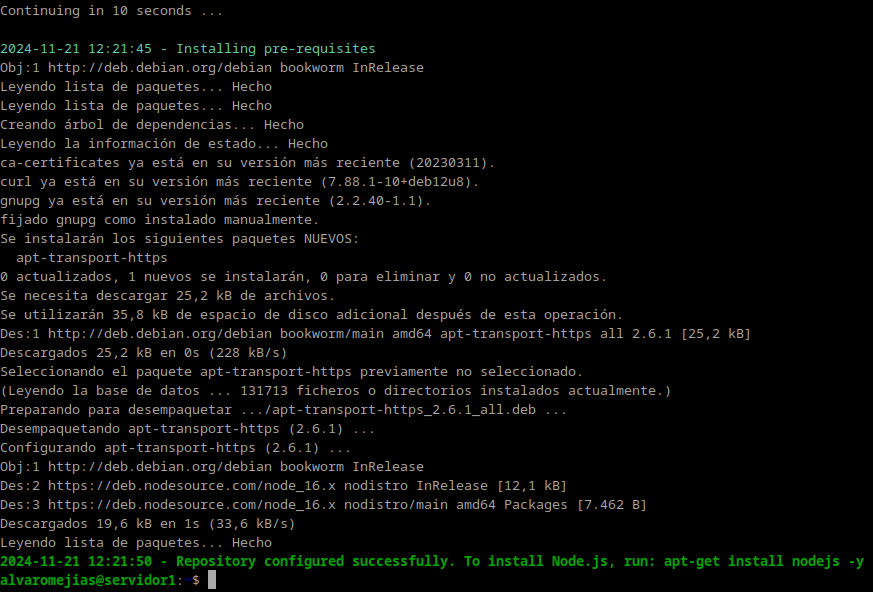 Continuing in 10 seconds ...
2024-11-21 12:21:45 - Installing pre-requisites
Obj:1 http://deb.debian.org/debian bookworm InRelease
Leyendo lista de paquetes... Hecho
Leyendo lista de paquetes... Hecho
Creando árbol de dependencias... Hecho
Leyendo la información de estado... Hecho
ca-certificates ya está en su versión más reciente (20230311).
curl ya está en su versión más reciente (7.88.1-10+deb12u8).
gnupg ya está en su versión más reciente (2.2.40-1.1).
fijado gnupg como instalado manualmente.
Se instalarán los siguientes paquetes NUEVOS:
  apt-transport-https
0 actualizados, 1 nuevos se instalarán, 0 para eliminar y 0 no actualizados.
Se necesita descargar 25,2 kB de archivos.
Se utilizarán 35,8 kB de espacio de disco adicional después de esta operación.
Des:1 http://deb.debian.org/debian bookworm/main amd64 apt-transport-https all 2.6.1 [25,2 kB]
Descargados 25,2 kB en 0s (228 kB/s)
Seleccionando el paquete apt-transport-https previamente no seleccionado.
(Leyendo la base de datos ... 131713 ficheros o directorios instalados actualmente.)
Preparando para desempaquetar .../apt-transport-https_2.6.1_all.deb ...
Desempaquetando apt-transport-https (2.6.1) ...
Configurando apt-transport-https (2.6.1) ...
Obj:1 http://deb.debian.org/debian bookworm InRelease
Des:2 https://deb.nodesource.com/node_16.x nodistro InRelease [12,1 kB]
Des:3 https://deb.nodesource.com/node_16.x nodistro/main amd64 Packages [7.462 B]
Descargados 19,6 kB en 1s (33,6 kB/s)
Leyendo lista de paquetes... Hecho
2024-11-21 12:21:50 - Repository configured successfully. To install Node.js, run: apt-get install nodejs -y
alvaromejias@servidor1:~$